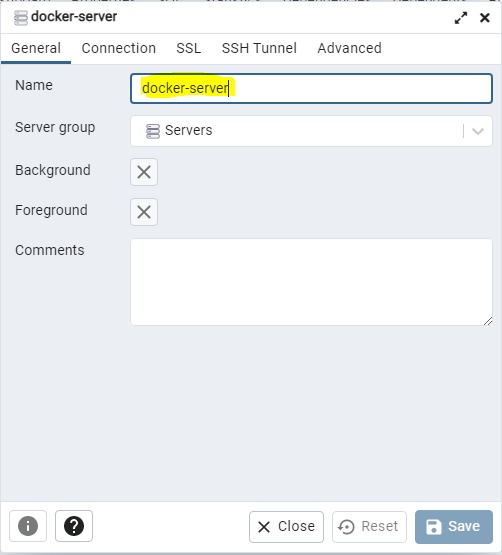 docker-server
General Connection SSL SSH Tunnel Advanced
Name docker-server
Server group Servers
Background
Foreground
Comments
Close Reset Save